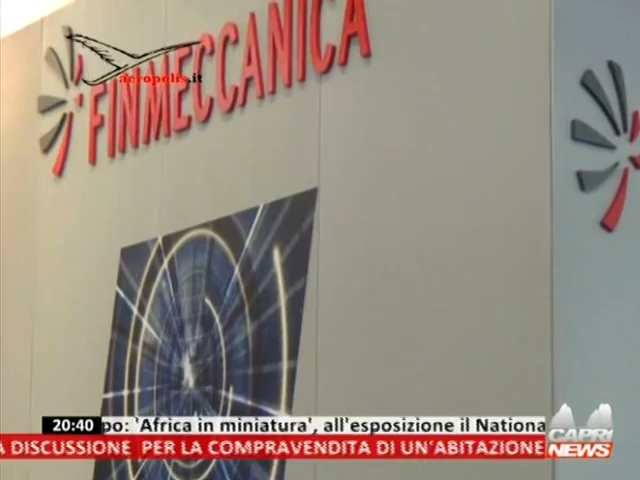 FINMECCANICA
aeropolis.it
20:40 po: 'Africa in miniatura', all'esposizione il Nationa
A DISCUSSIONE PER LA COMPRAVENDITA DI UN'ABITAZIONE
CAPRI
NEWS